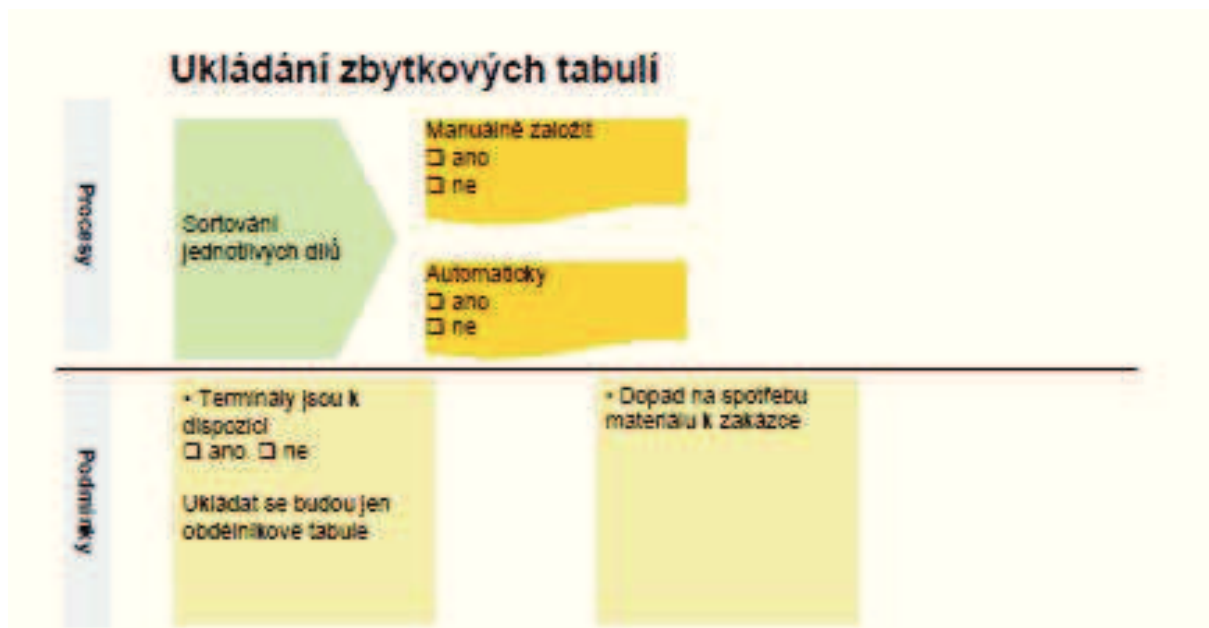 Ukládání zbytkových tabulí
Procesy
Sortování
jednotlivých dílů
Manuálně založit
❑ ano
❑ ne
Automaticky
❑ ano
❑ ne
Podmínky
• Terminály jsou k
dispozici
❑ ano ❑ ne
Ukládat se budou jen
obdélníkové tabule
• Dopad na spotřebu
materiálu k zakázce